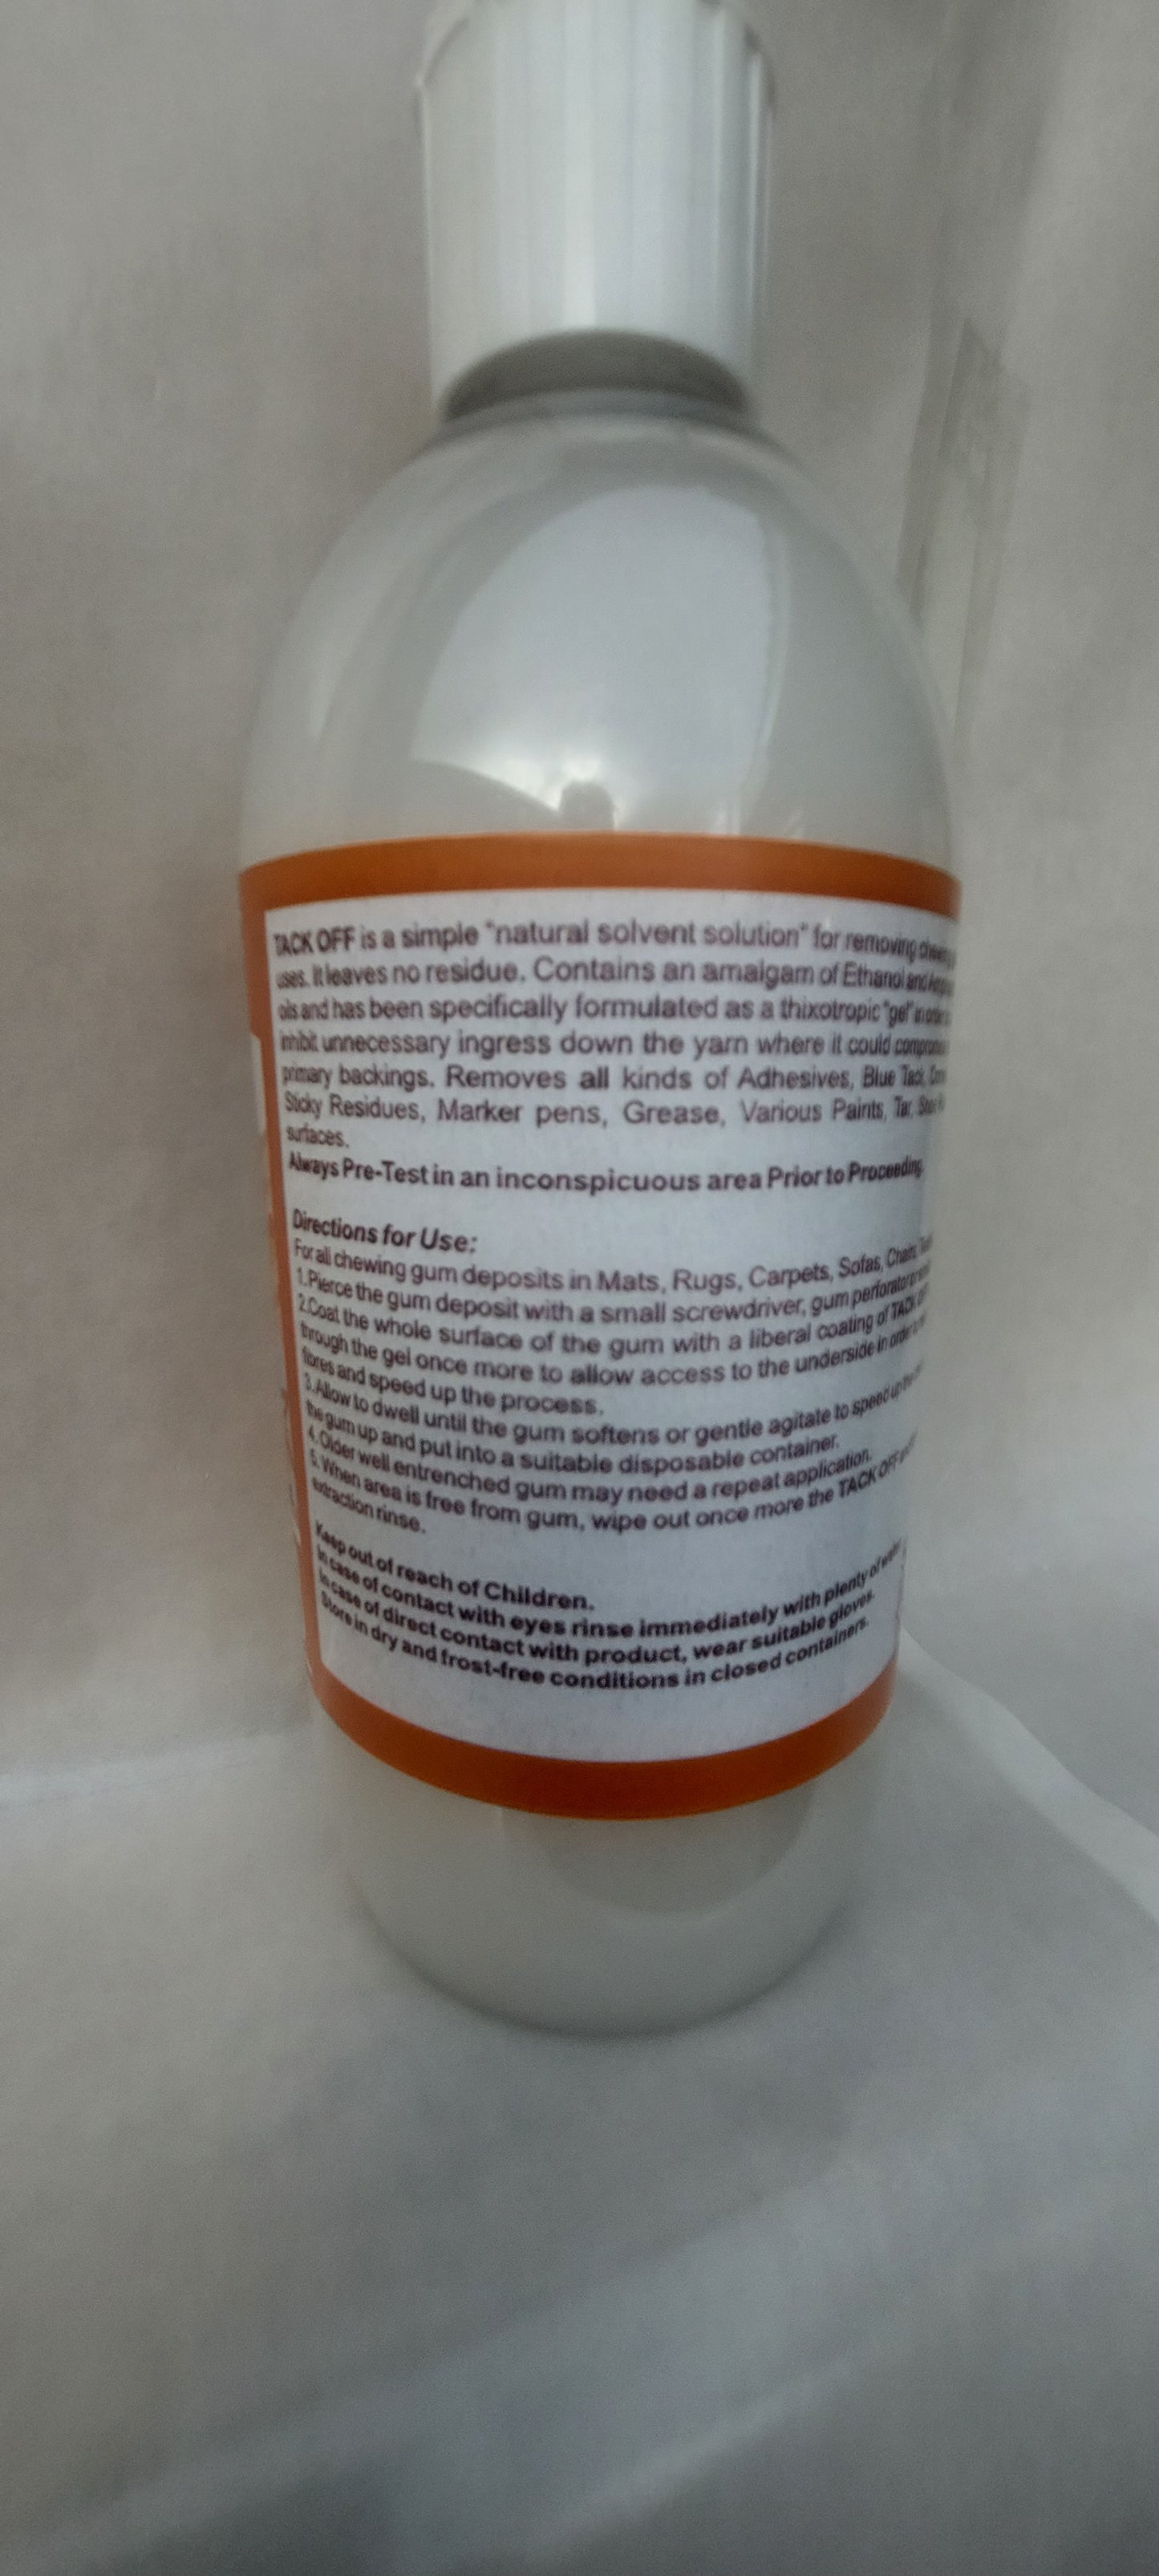 TACK OFF is a simple "natural solvent solution" for removing
uses. It leaves no residue. Contains an amalgam of Ethanol and
oils and has been specifically formulated as a thixotropic "gel" in
inhibit unnecessary ingress down the yarn where it could
primary backings. Removes all kinds of Adhesives, Blue Tack,
Sticky Residues, Marker pens, Grease, Various Paints, Tar,
surfaces.
Always Pre-Test in an inconspicuous area Prior to Proceeding.
Directions for Use:
For all chewing gum deposits in Mats, Rugs, Carpets, Sofas, Chairs,
1.Pierce the gum deposit with a small screwdriver, gum perforator
2.Coat the whole surface of the gum with a liberal coating of TACK
through the gel once more to allow access to the underside in order
fibres and speed up the process.
3.Allow to dwell until the gum softens or gentle agitate to speed up
the gum up and put into a suitable disposable container.
4.Older well entrenched gum may need a repeat application.
5.When area is free from gum, wipe out once more the TACK OFF
extraction rinse.
Keep out of reach of Children.
In case of contact with eyes rinse immediately with plenty of water
In case of direct contact with product, wear suitable gloves.
Store in dry and frost-free conditions in closed containers.